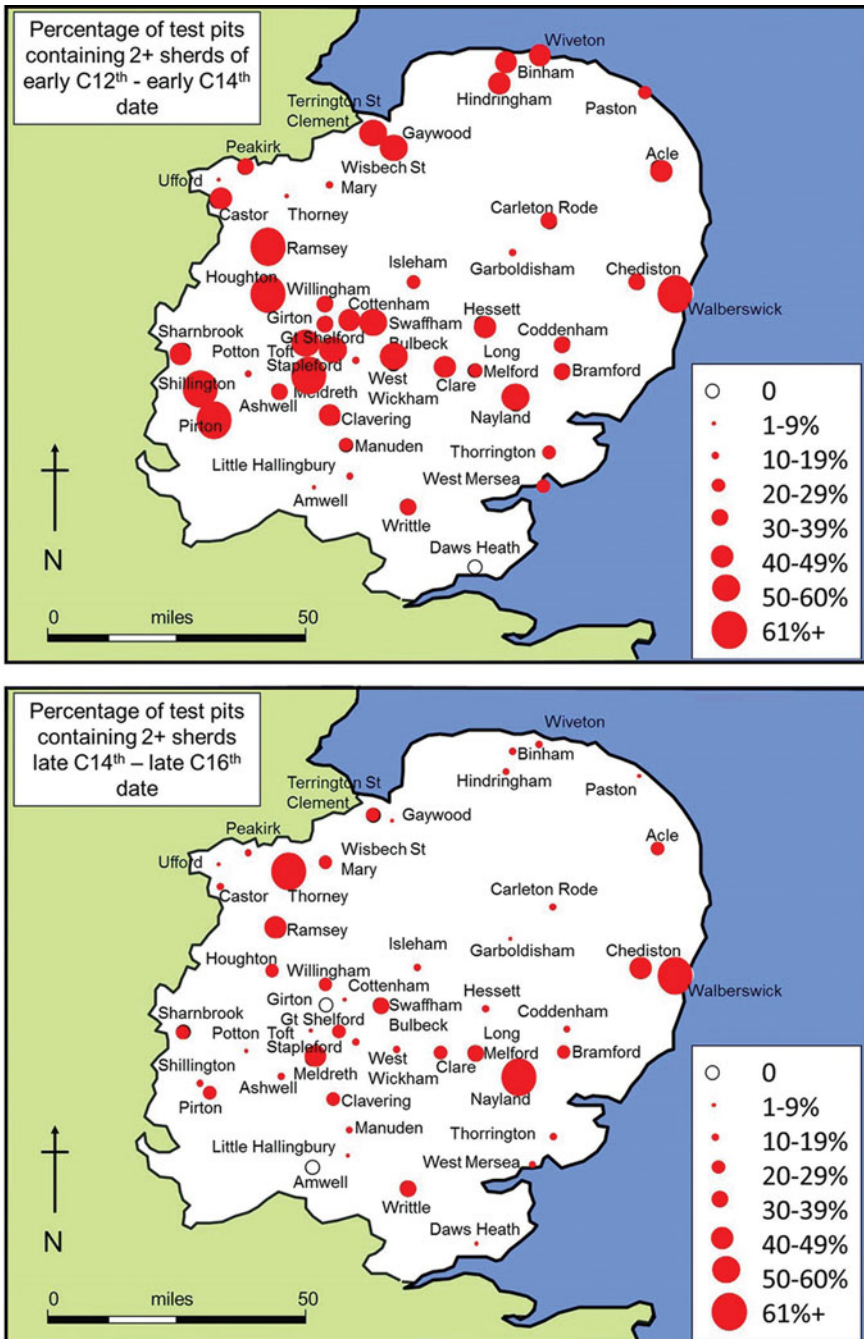 Percentage of test pits
containing 2+ sherds of
early C12th - early C14th
date
Wiveton
Binham
Hindringham
Paston
Terrington St
Clement
Gaywood
Peakirk
Wisbech St
Mary
Acle
Ufford
Castor
Thorney
Carleton Rode
Ramsey
Isleham
Garboldisham
Chediston
Houghton
Willingham
Walberswick
Cottenham
Hessett
Girton
Swaffham
Bulbeck
Coddenham
Sharnbrook
Gt Shelford
Potton
Toft
Long
Melford
Stapleford
West
Wickham
Clare
Bramford
Shillington
Meldreth
Ashwell
Nayland
Pirton
Clavering
Manuden
Thorrington
Little Hallingbury
West Mersea
Amwell
Writtle
Daws Heath
N
0 miles 50
0
1-9%
10-19%
20-29%
30-39%
40-49%
50-60%
61%+
Percentage of test pits
containing 2+ sherds
late C14th – late C16th
date
Wiveton
Binham
Hindringham
Paston
Terrington St
Clement
Gaywood
Peakirk
Wisbech St
Mary
Acle
Ufford
Castor
Thorney
Carleton Rode
Ramsey
Isleham
Garboldisham
Chediston
Houghton
Willingham
Walberswick
Cottenham
Hessett
Girton
Swaffham
Bulbeck
Coddenham
Sharnbrook
Gt Shelford
Potton
Toft
Long
Melford
Stapleford
West
Wickham
Clare
Bramford
Shillington
Meldreth
Ashwell
Nayland
Pirton
Clavering
Manuden
Thorrington
Little Hallingbury
West Mersea
Amwell
Writtle
Daws Heath
N
0 miles 50
0
1-9%
10-19%
20-29%
30-39%
40-49%
50-60%
61%+